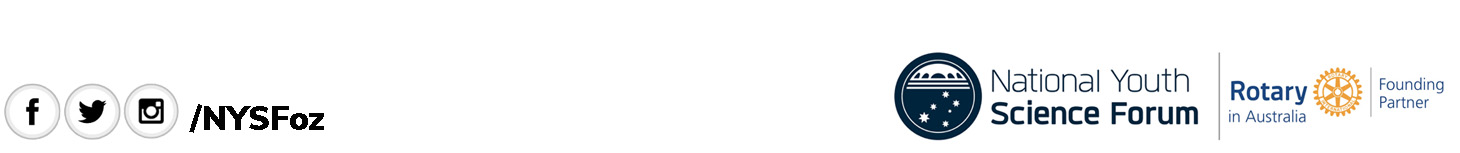 /NYSFoz
National Youth
Science Forum
Rotary
in Australia
Founding
Partner